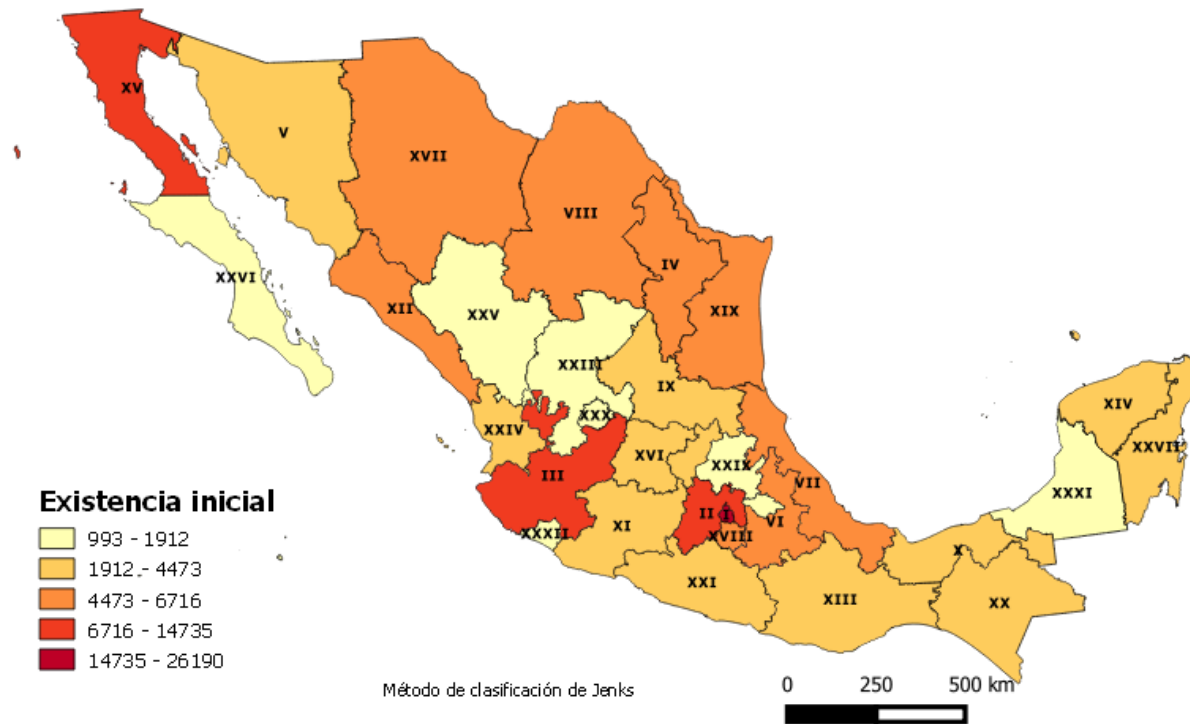 XV
V
XVII
VIII
IV
XXVI
XII
XXV
XIX
XXIII
IX
XXX
XIV
XXIV
XXVII
XVI
XXIX
III
VII
XXXI
Existencia inicial
II
I
VI
993 - 1912
XI
XXXII
XVIII
X
1912 - 4473
XXI
XIII
XX
4473 - 6716
6716 - 14735
14735 - 26190
Método de clasificación de Jenks
0 250 500 km